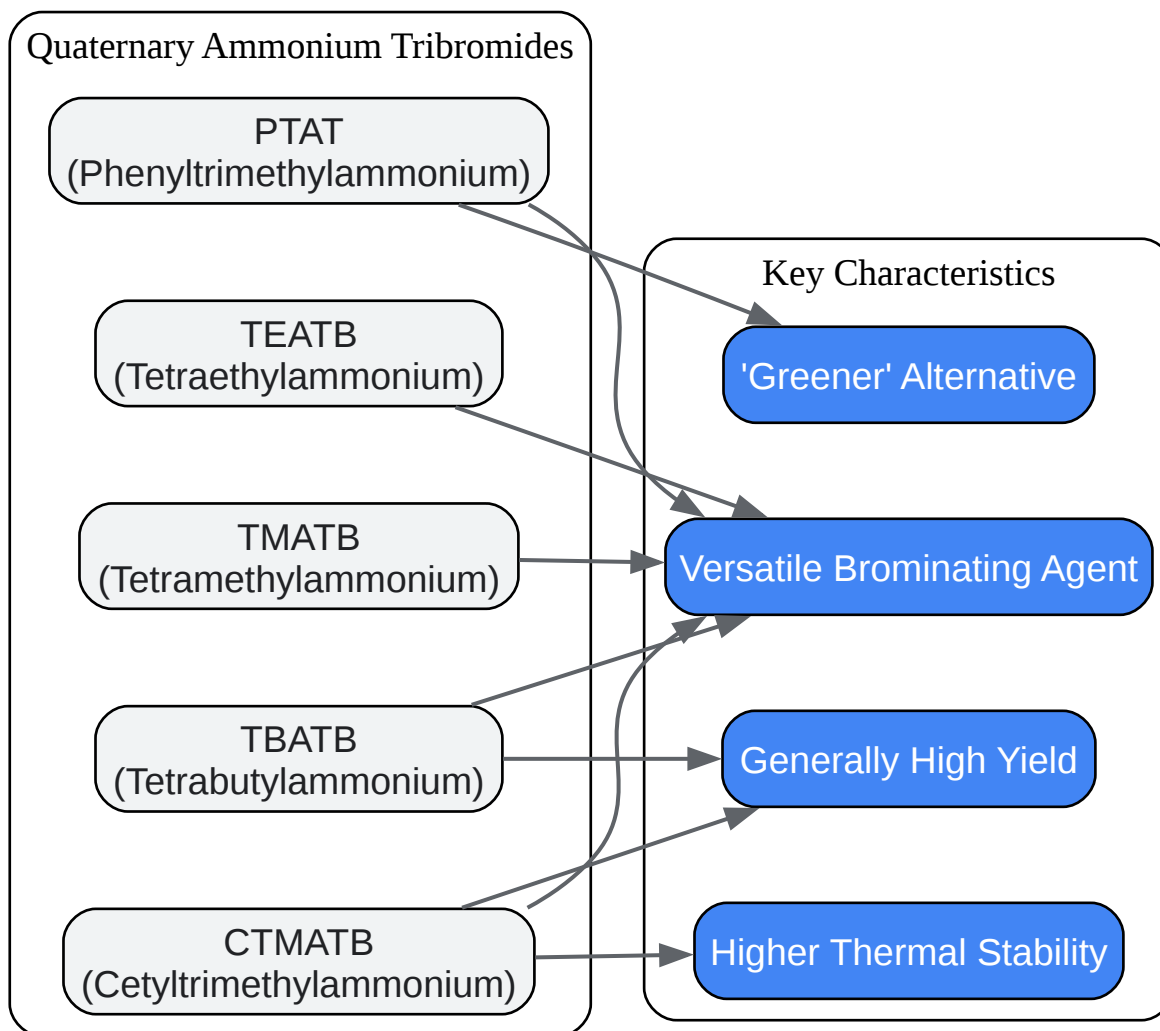 Quaternary Ammonium Tribromides
PTAT
(Phenyltrimethylammonium)
TEATB
(Tetraethylammonium)
TMATB
(Tetramethylammonium)
TBATB
(Tetrabutylammonium)
CTMATB
(Cetyltrimethylammonium)
Key Characteristics
'Greener' Alternative
Versatile Brominating Agent
Generally High Yield
Higher Thermal Stability